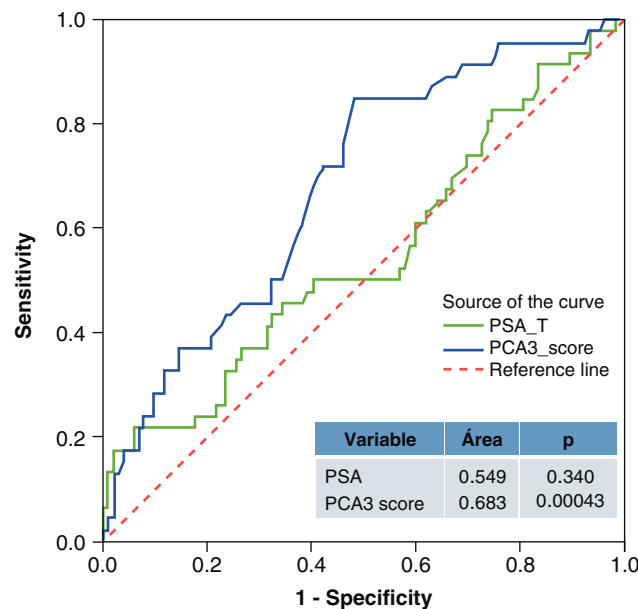 1.0
0.8
0.6
0.4
0.2
0.0
Sensitivity
0.0 0.2 0.4 0.6 0.8 1.0
1 - Specificity
Source of the curve
PSA_T
PCA3_score
Reference line
Variable Área p
PSA 0.549 0.340
PCA3 score 0.683 0.00043